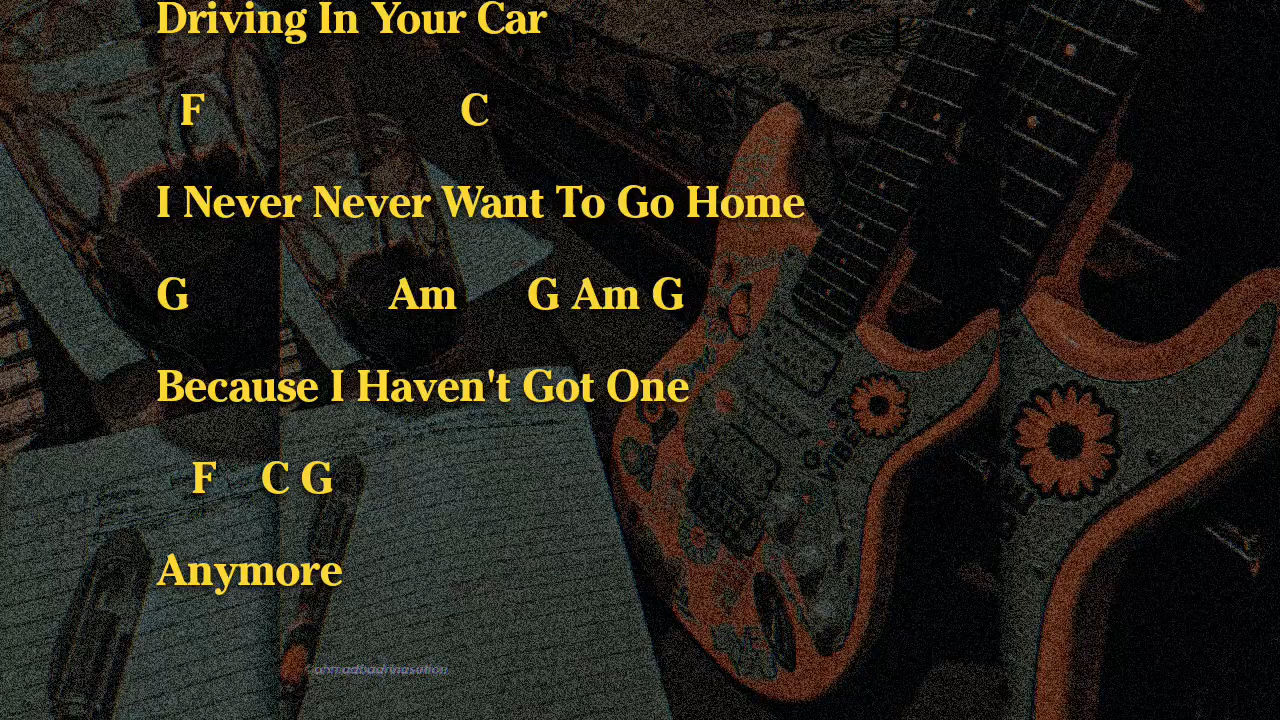 Driving In Your Car
F C
I Never Never Want To Go Home
G Am G Am G
Because I Haven't Got One
F C G
Anymore